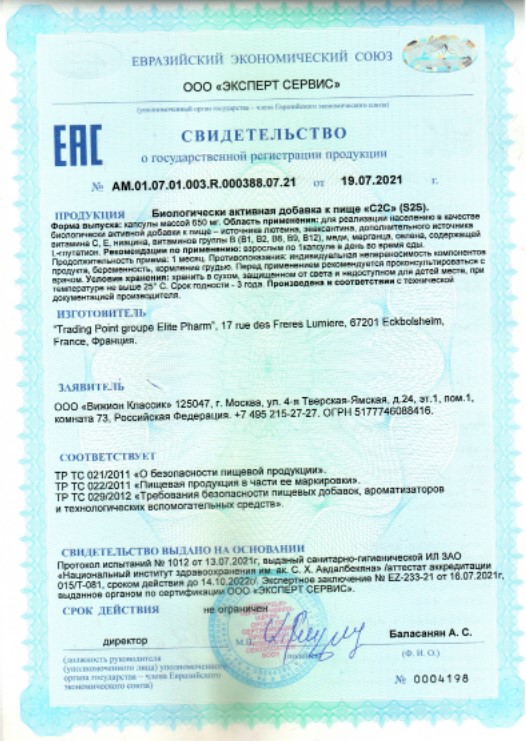 ЕВРАЗИЙСКИЙ ЭКОНОМИЧЕСКИЙ СОЮЗ
ООО «ЭКСПЕРТ СЕРВИС»
(уполномоченный орган государства – члена Евразийского экономического союза)
EAC
СВИДЕТЕЛЬСТВО
о государственной регистрации продукции
№ AM.01.07.01.003.R.000388.07.21 от 19.07.2021 г.
ПРОДУКЦИЯ Биологически активная добавка к пище «C2C» (S25).
Форма выпуска: капсулы массой 650 мг. Область применения: для реализации населению в качестве
биологически активной добавки к пище – источника лютеина, зеаксантина, дополнительного источника
витамина С, Е, ниацина, витаминов группы В (В1, В2, В6, В9, В12), меди, марганца, селена, содержащей
L-глутатион. Рекомендации по применению: взрослым по 1капсуле в день во время еды.
Продолжительность приема: 1 месяц. Противопоказания: индивидуальная непереносимость компонентов
продукта, беременность, кормление грудью. Перед применением рекомендуется проконсультироваться с
врачом. Условия хранения: хранить в сухом, защищенном от света и недоступном для детей месте, при
температуре не выше 25° С. Срок годности - 3 года. Произведена в соответствии с технической
документацией производителя.
ИЗГОТОВИТЕЛЬ
"Trading Point groupe Elite Pharm", 17 rue des Freres Lumiere, 67201 Eckbolsheim,
France, Франция.
ЗАЯВИТЕЛЬ
ООО «Вижион Классик» 125047, г. Москва, ул. 4-я Тверская-Ямская, д.24, эт.1, пом.1,
комната 73, Российская Федерация. +7 495 215-27-27. ОГРН 5177746088416.
СООТВЕТСТВУЕТ
ТР ТС 021/2011 «О безопасности пищевой продукции».
ТР ТС 022/2011 «Пищевая продукция в части ее маркировки».
ТР ТС 029/2012 «Требования безопасности пищевых добавок, ароматизаторов
и технологических вспомогательных средств».
СВИДЕТЕЛЬСТВО ВЫДАНО НА ОСНОВАНИИ
Протокол испытаний № 1012 от 13.07.2021г, выданый санитарно-гигиенической ИЛ ЗАО
«Национальный институт здравоохранения им. ак. С. Х. Авдалбекяна» /аттестат аккредитации
015/Т-081, сроком действия до 14.10.2022г. Экспертное заключение № EZ-233-21 от 16.07.2021г,
выданное органом по сертификации ООО «ЭКСПЕРТ СЕРВИС».
СРОК ДЕЙСТВИЯ не ограничен
директор М.П. Баласанян А. С.
(должность руководителя (подпись) (Ф. И. О.)
(уполномоченного лица) уполномоченного
органа государства – члена Евразийского
экономического союза)
№ 0004198